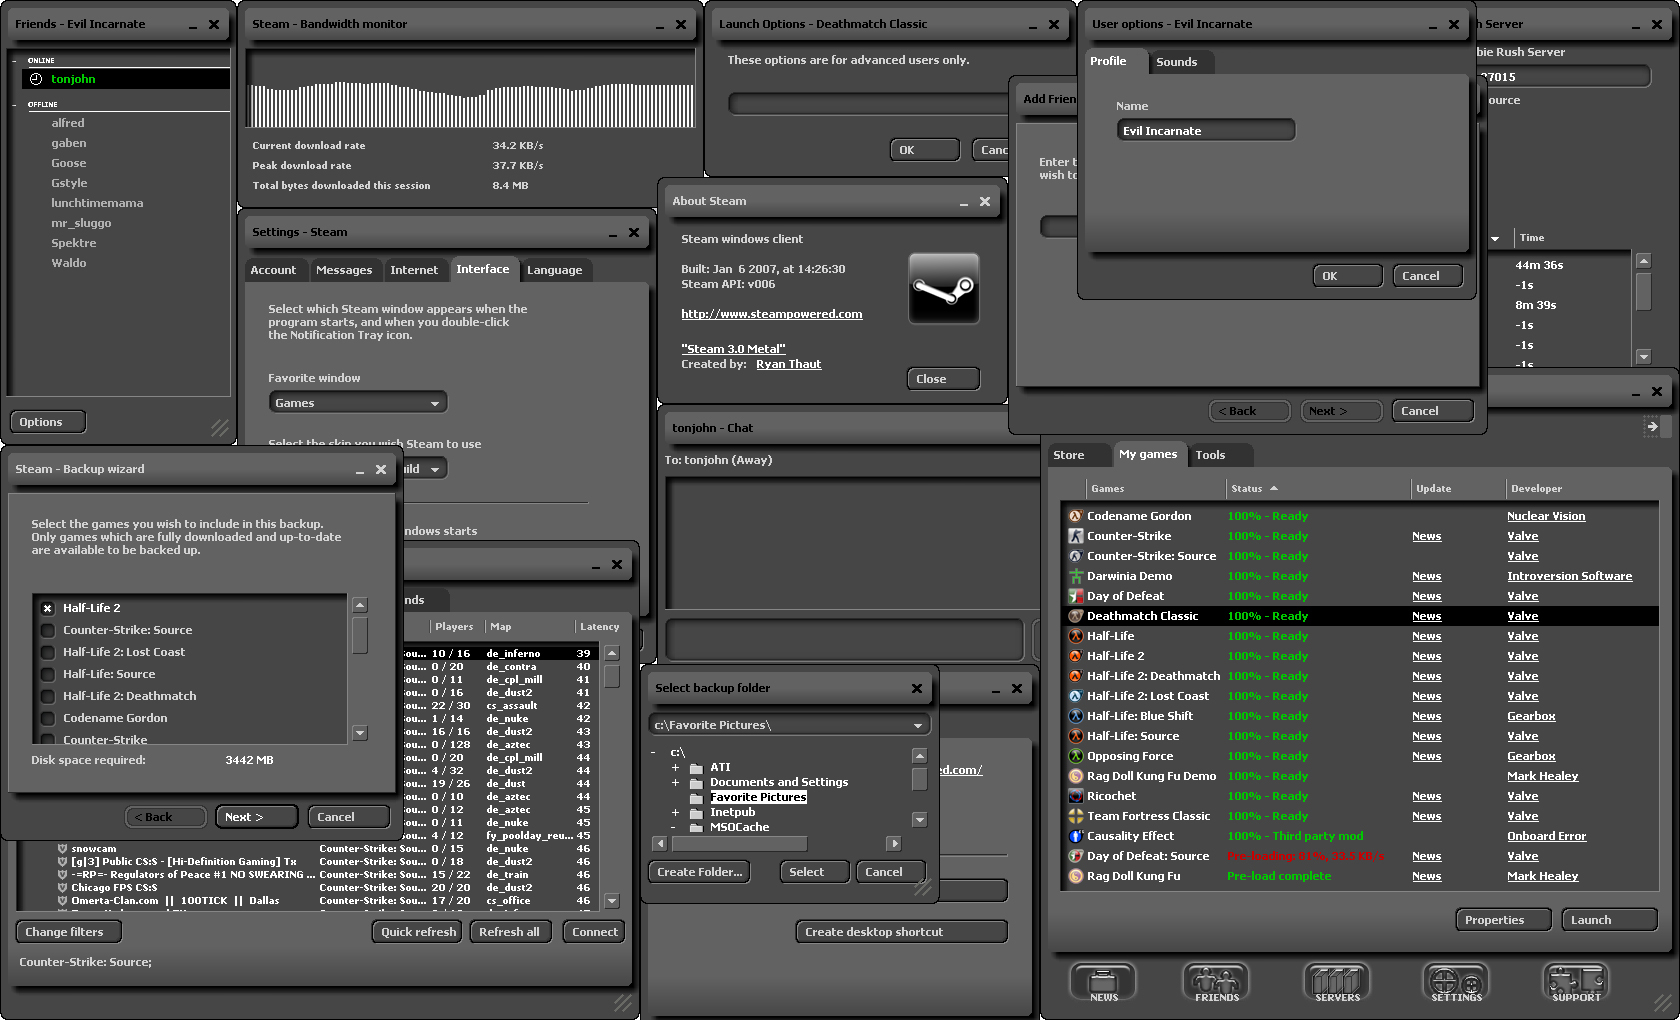 Friends - Evil Incarnate
ONLINE
tonjohn
OFFLINE
alfred
gaben
Goose
Gstyle
lunchtimemama
mr_sluggo
Spektre
Waldo
Options
Steam - Bandwidth monitor
Current download rate 34.2 KB/s
Peak download rate 37.7 KB/s
Total bytes downloaded this session 8.4 MB
Launch Options - Deathmatch Classic
These options are for advanced users only.
OK
Canc
User options - Evil Incarnate
Profile Sounds
Name
Evil Incarnate
OK Cancel
h Server
bie Rush Server
27015
ource
Time
44m 36s
-1s
8m 39s
-1s
-1s
-1s
Add Frien
Enter t
wish to
< Back Next > Cancel
Settings - Steam
Account Messages Internet Interface Language
Select which Steam window appears when the
program starts, and when you double-click
the Notification Tray icon.
Favorite window
Games
Select the skin you wish Steam to use
ild
ndows starts
About Steam
Steam windows client
Built: Jan 6 2007, at 14:26:30
Steam API: v006
http://www.steampowered.com
"Steam 3.0 Metal"
Created by: Ryan Thaut
Close
tonjohn - Chat
To: tonjohn (Away)
Steam - Backup wizard
Select the games you wish to include in this backup.
Only games which are fully downloaded and up-to-date
are available to be backed up.
Half-Life 2
Counter-Strike: Source
Half-Life 2: Lost Coast
Half-Life: Source
Half-Life 2: Deathmatch
Codename Gordon
Counter-Strike
Disk space required: 3442 MB
< Back Next > Cancel
nds
Players Map Latency
Sou... 10 / 16 de_inferno 39
Sou... 0 / 20 de_contra 40
Sou... 0 / 11 de_cpl_mill 41
Sou... 0 / 16 de_dust2 41
Sou... 22 / 30 cs_assault 42
Sou... 1 / 14 de_nuke 42
Sou... 16 / 16 de_dust2 43
Sou... 0 / 128 de_aztec 43
Sou... 0 / 20 de_cpl_mill 44
Sou... 4 / 32 de_dust2 44
Sou... 19 / 26 de_dust 44
Sou... 0 / 10 de_aztec 44
Sou... 0 / 12 de_aztec 45
Sou... 0 / 11 de_nuke 45
Sou... 4 / 12 fy_poolday_reu... 45
snowcam Counter-Strike: Sou... 0 / 15 de_nuke 46
[g|3] Public CS:S - [Hi-Definition Gaming] Tx Counter-Strike: Sou... 0 / 18 de_dust2 46
-=RP=- Regulators of Peace #1 NO SWEARING ... Counter-Strike: Sou... 15 / 22 de_train 46
Chicago FPS CS:S Counter-Strike: Sou... 20 / 20 de_dust2 46
Omerta-Clan.com || 100TICK || Dallas Counter-Strike: Sou... 17 / 20 cs_office 46
Change filters Quick refresh Refresh all Connect
Counter-Strike: Source;
Select backup folder
c:\Favorite Pictures\
- c:\
+ ATI
+ Documents and Settings
Favorite Pictures
+ Inetpub
- MSOCache
Create Folder... Select Cancel
ed.com/
Create desktop shortcut
Store My games Tools
Games Status Update Developer
Codename Gordon 100% - Ready Nuclear Vision
Counter-Strike 100% - Ready News Valve
Counter-Strike: Source 100% - Ready Valve
Darwinia Demo 100% - Ready News Introversion Software
Day of Defeat 100% - Ready News Valve
Deathmatch Classic 100% - Ready News Valve
Half-Life 100% - Ready News Valve
Half-Life 2 100% - Ready News Valve
Half-Life 2: Deathmatch 100% - Ready News Valve
Half-Life 2: Lost Coast 100% - Ready News Valve
Half-Life: Blue Shift 100% - Ready News Gearbox
Half-Life: Source 100% - Ready News Valve
Opposing Force 100% - Ready News Gearbox
Rag Doll Kung Fu Demo 100% - Ready Mark Healey
Ricochet 100% - Ready News Valve
Team Fortress Classic 100% - Ready News Valve
Causality Effect 100% - Third party mod Onboard Error
Day of Defeat: Source Pre-loading: 81%, 33.5 KB/s News Valve
Rag Doll Kung Fu Pre-load complete News Mark Healey
Properties Launch
NEWS FRIENDS SERVERS SETTINGS SUPPORT